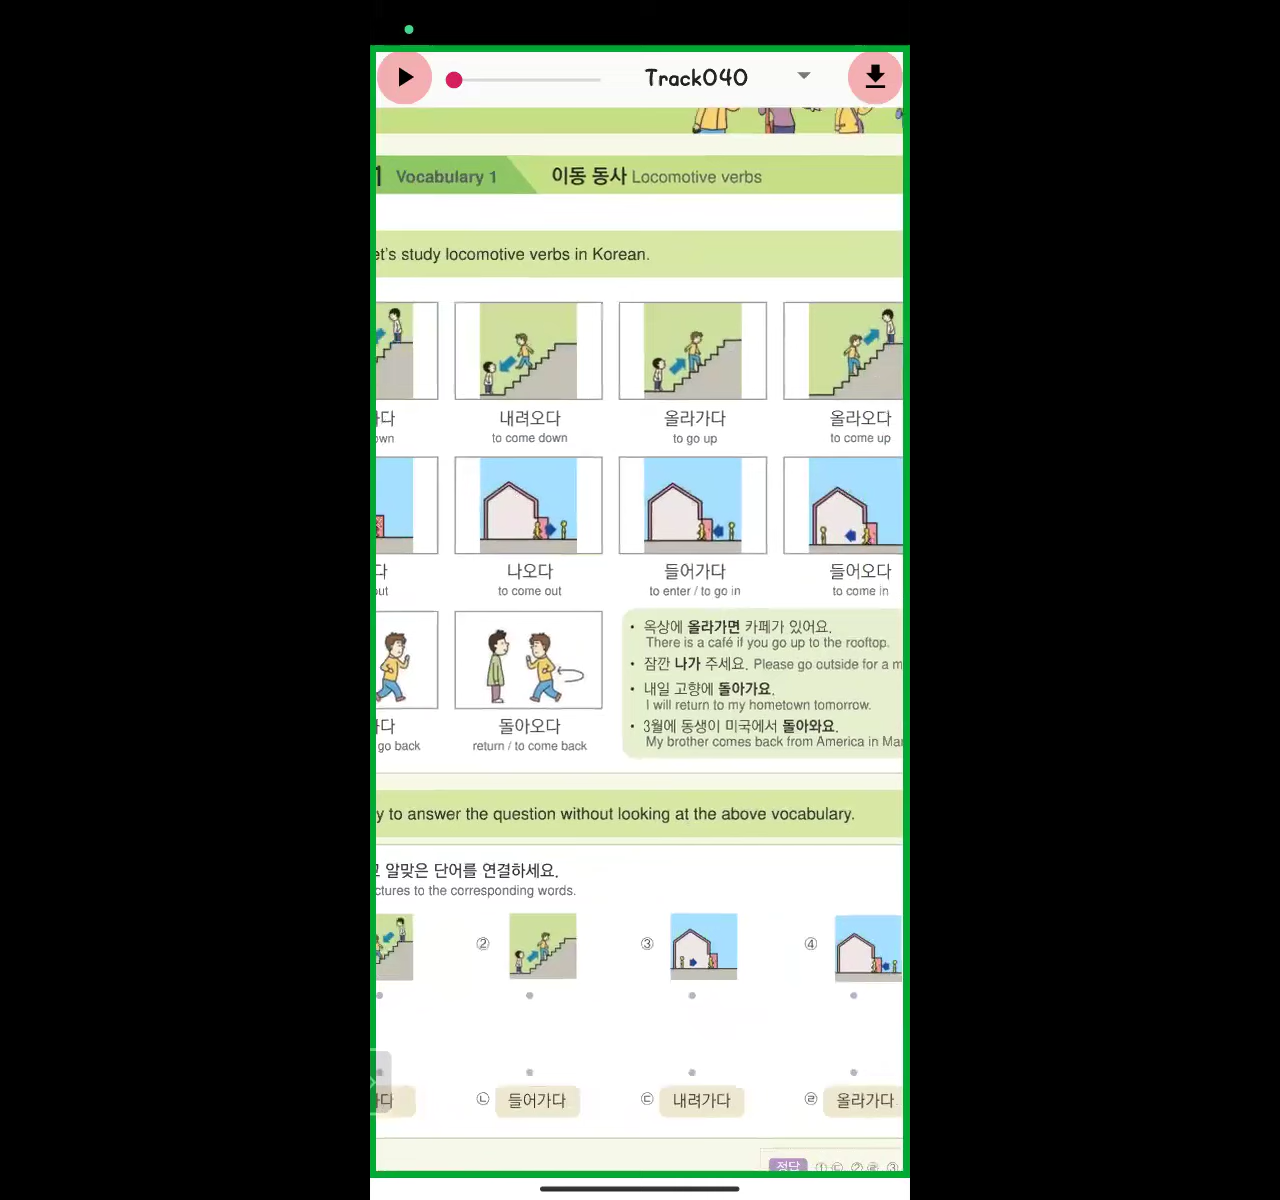 Track040
1 Vocabulary 1 이동 동사 Locomotive verbs
et's study locomotive verbs in Korean.
다 내려오다 올라가다 올라오다
own to come down to go up to come up
다 나오다 들어가다 들어오다
out to come out to enter / to go in to come in
• 옥상에 올라가면 카페가 있어요.
There is a café if you go up to the rooftop.
• 잠깐 나가 주세요. Please go outside for a m
• 내일 고향에 돌아가요.
I will return to my hometown tomorrow.
다 돌아오다
• 3월에 동생이 미국에서 돌아와요.
go back return / to come back
My brother comes back from America in Mar
y to answer the question without looking at the above vocabulary.
고 알맞은 단어를 연결하세요.
ctures to the corresponding words.
② ③ ④
다 ㉡ 들어가다 ㉢ 내려가다 ㉣ 올라가다
정답 ①㉢ ②㉣ ③